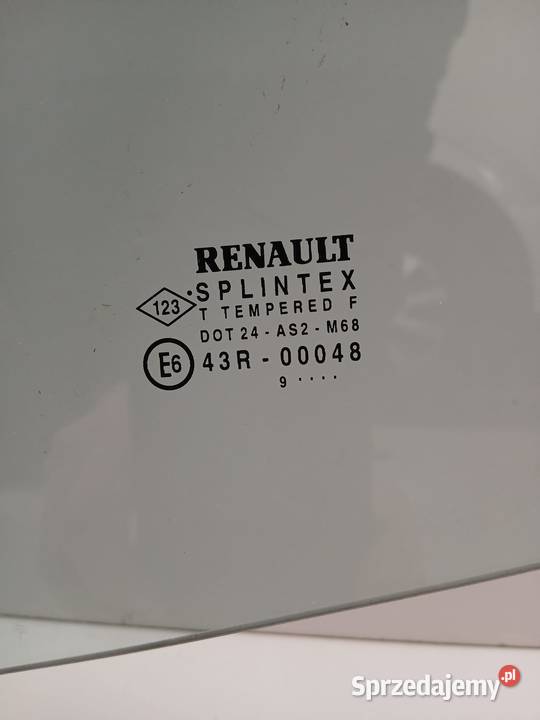 RENAULT
SPLINTEX
123
T TEMPERED F
DOT 24 - AS2 - M68
E6 43R - 00048
9 ....
Sprzedajemy.pl